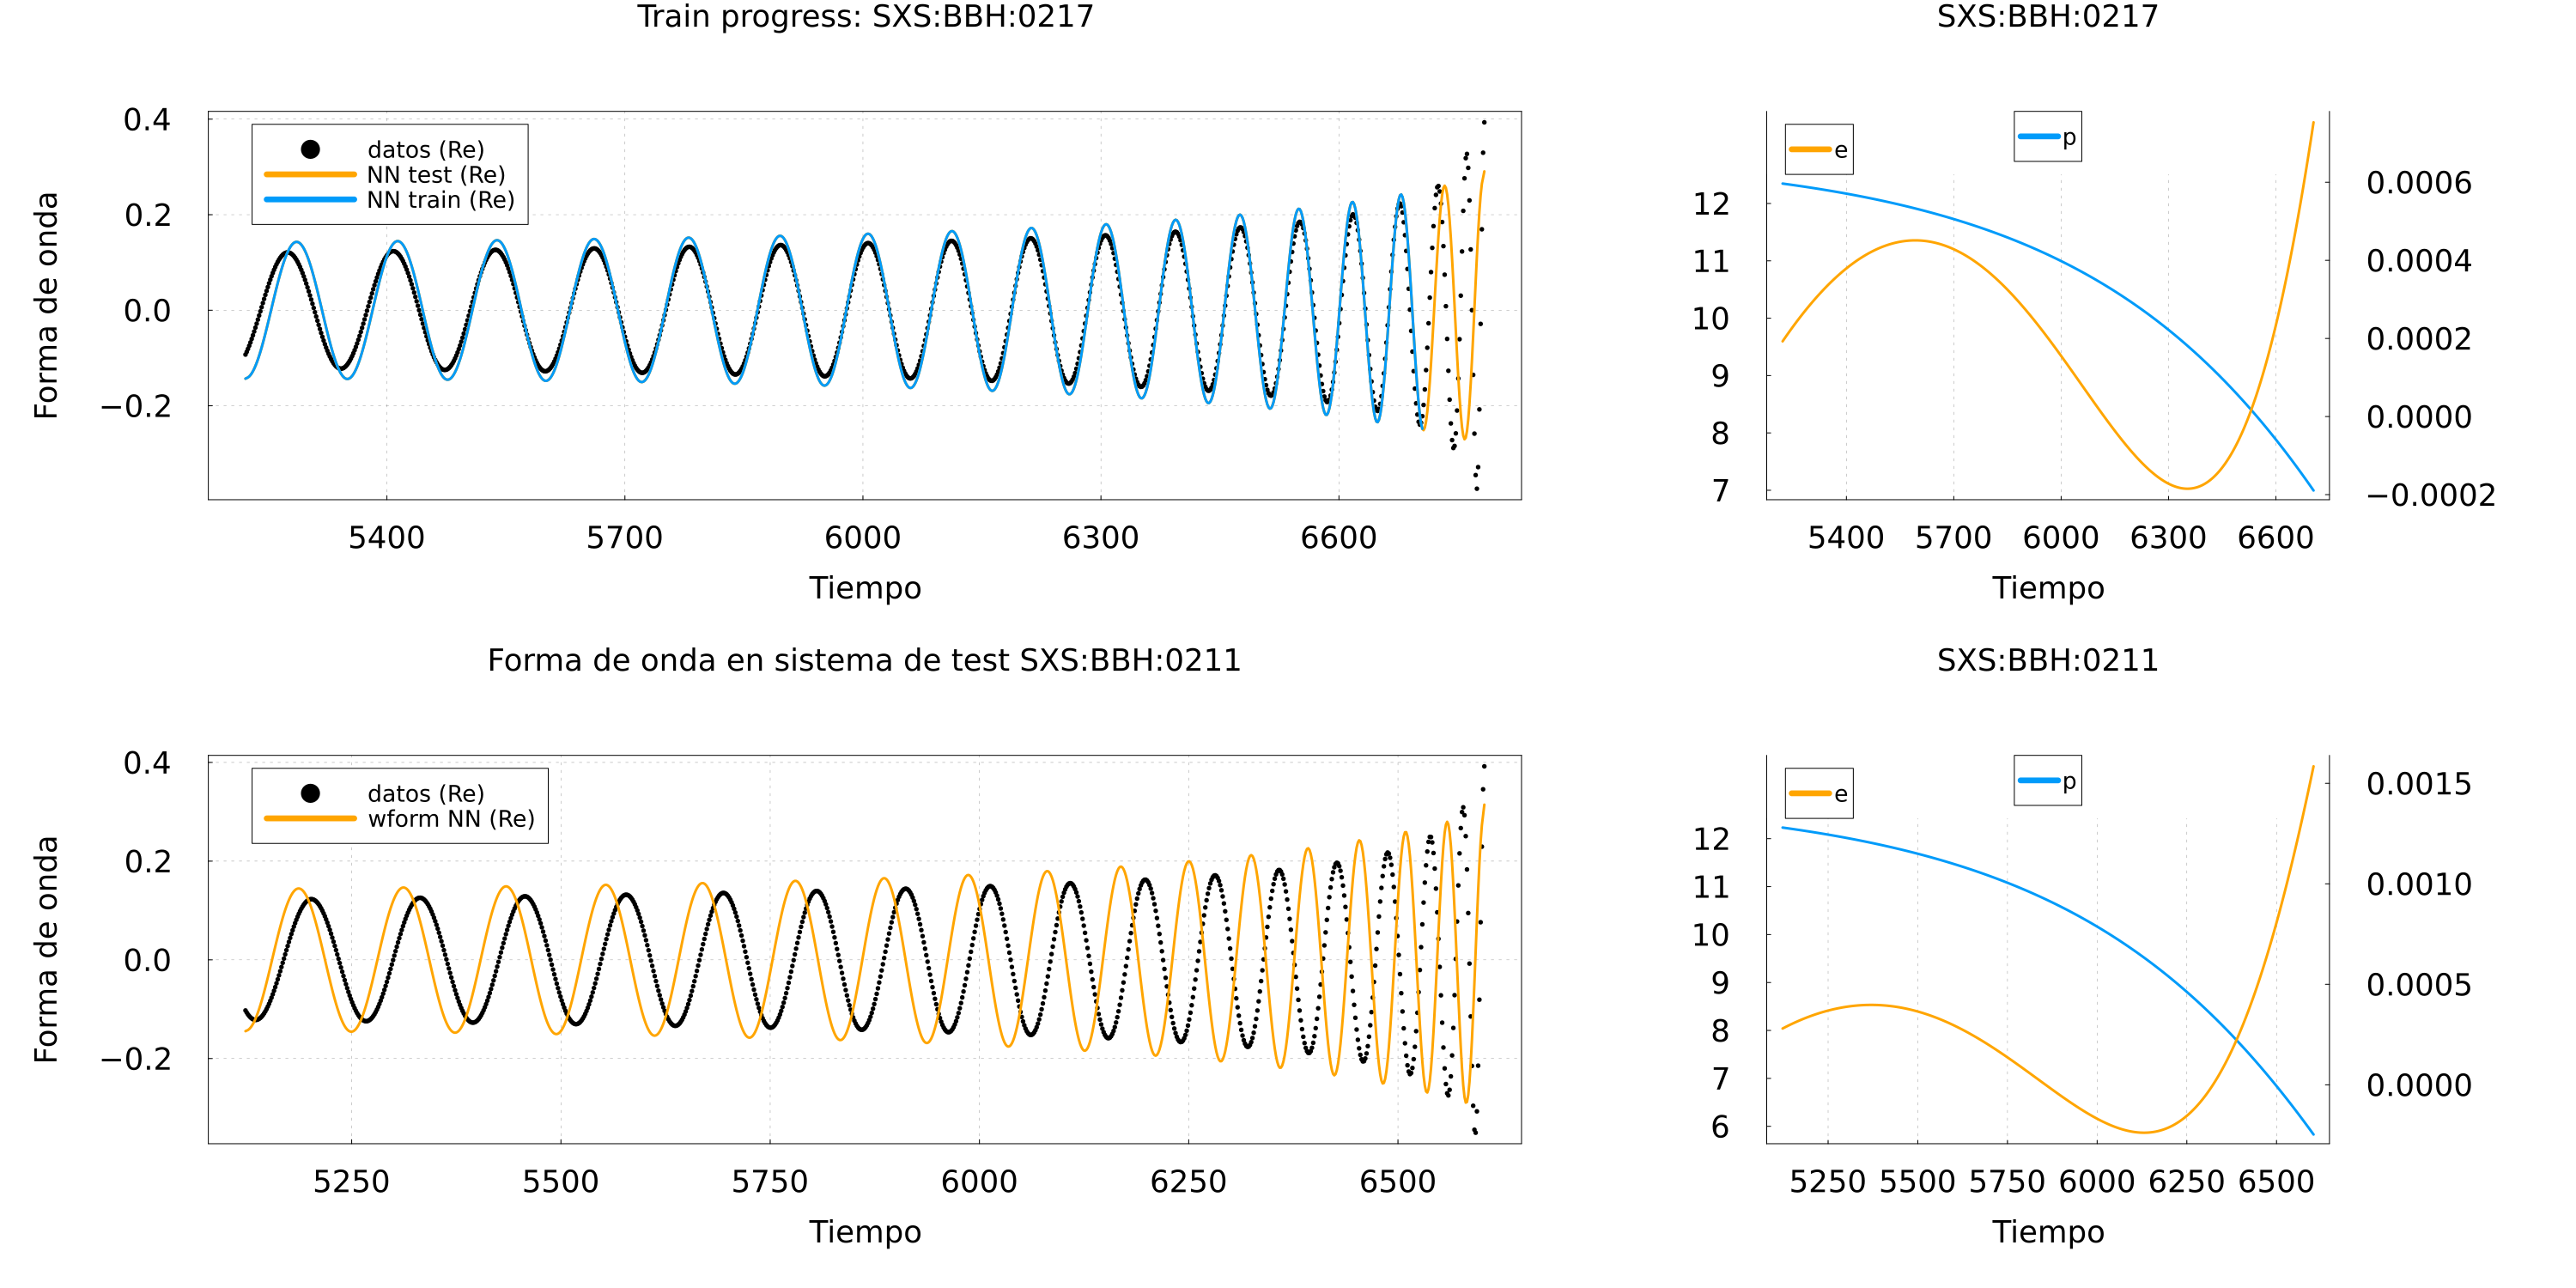 Train progress: SXS:BBH:0217
0.4
0.2
0.0
−0.2
Forma de onda
datos (Re)
NN test (Re)
NN train (Re)
5400 5700 6000 6300 6600
Tiempo
SXS:BBH:0217
e
p
12
11
10
9
8
7
0.0006
0.0004
0.0002
0.0000
−0.0002
5400 5700 6000 6300 6600
Tiempo
Forma de onda en sistema de test SXS:BBH:0211
0.4
0.2
0.0
−0.2
Forma de onda
datos (Re)
wform NN (Re)
5250 5500 5750 6000 6250 6500
Tiempo
SXS:BBH:0211
e
p
12
11
10
9
8
7
6
0.0015
0.0010
0.0005
0.0000
5250 5500 5750 6000 6250 6500
Tiempo